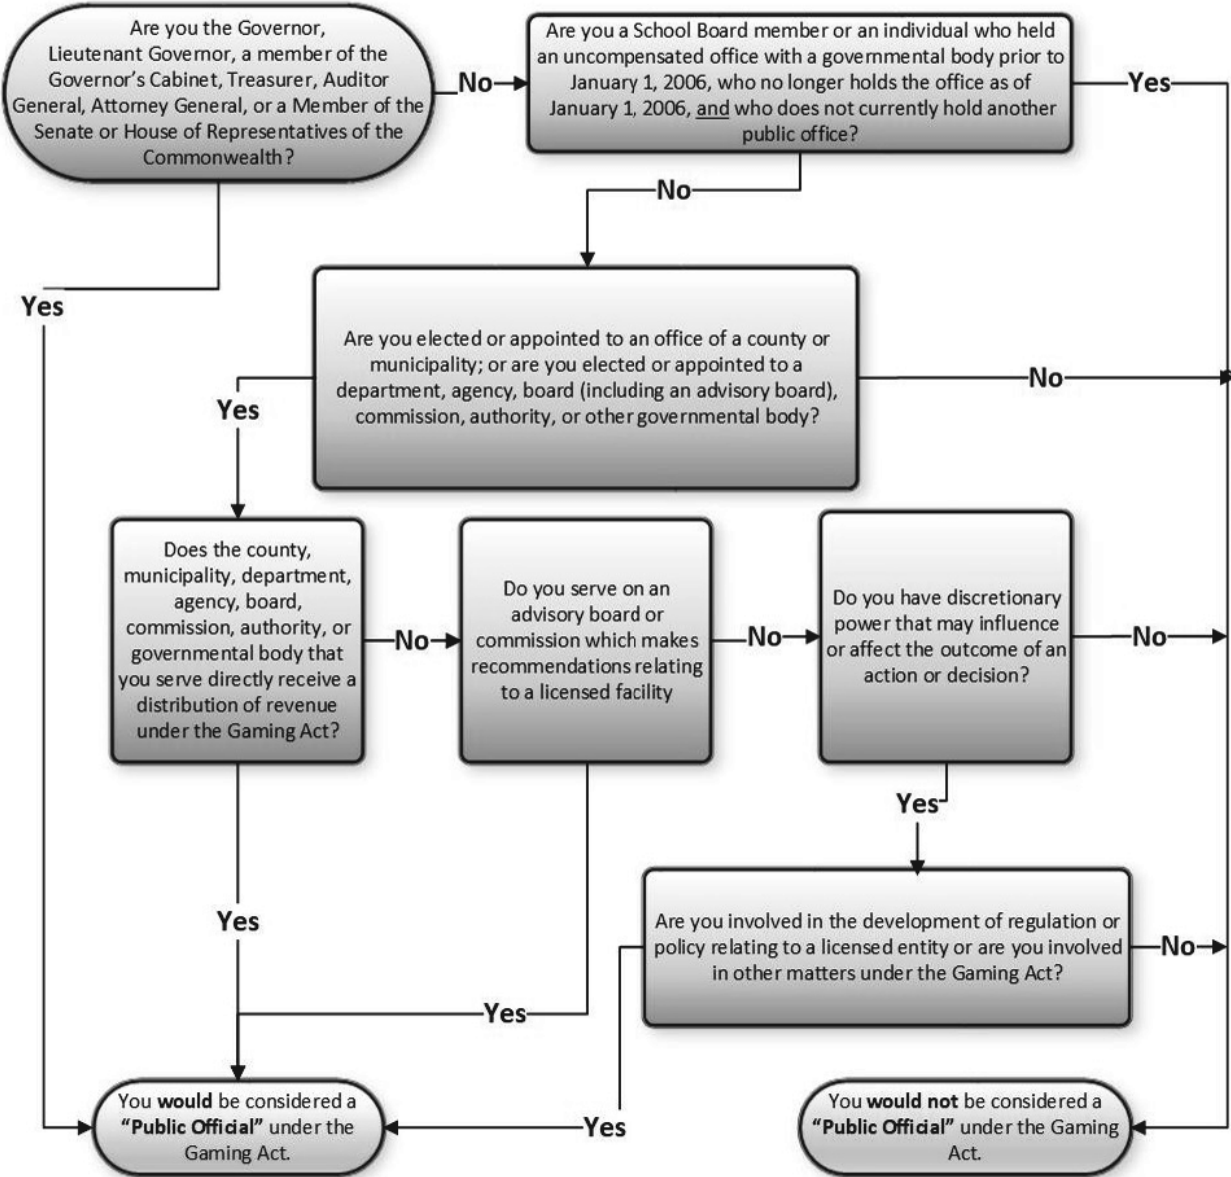 Are you the Governor,
Lieutenant Governor, a member of the
Governor's Cabinet, Treasurer, Auditor
General, Attorney General, or a Member of the
Senate or House of Representatives of the
Commonwealth?
No
Are you a School Board member or an individual who held
an uncompensated office with a governmental body prior to
January 1, 2006, who no longer holds the office as of
January 1, 2006, and who does not currently hold another
public office?
Yes
No
Yes
Are you elected or appointed to an office of a county or
municipality; or are you elected or appointed to a
department, agency, board (including an advisory board),
commission, authority, or other governmental body?
No
Yes
Does the county,
municipality, department,
agency, board,
commission, authority, or
governmental body that
you serve directly receive a
distribution of revenue
under the Gaming Act?
No
Do you serve on an
advisory board or
commission which makes
recommendations relating
to a licensed facility
No
Do you have discretionary
power that may influence
or affect the outcome of an
action or decision?
No
Yes
Yes
Are you involved in the development of regulation or
policy relating to a licensed entity or are you involved
in other matters under the Gaming Act?
No
Yes
You would be considered a
“Public Official” under the
Gaming Act.
Yes
You would not be considered a
“Public Official” under the Gaming
Act.